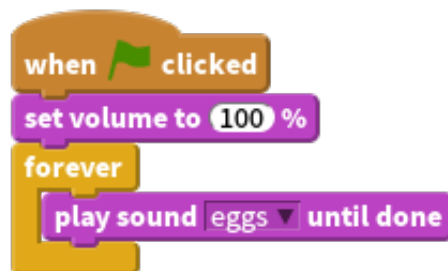 when clicked
set volume to 100 %
forever
play sound eggs until done